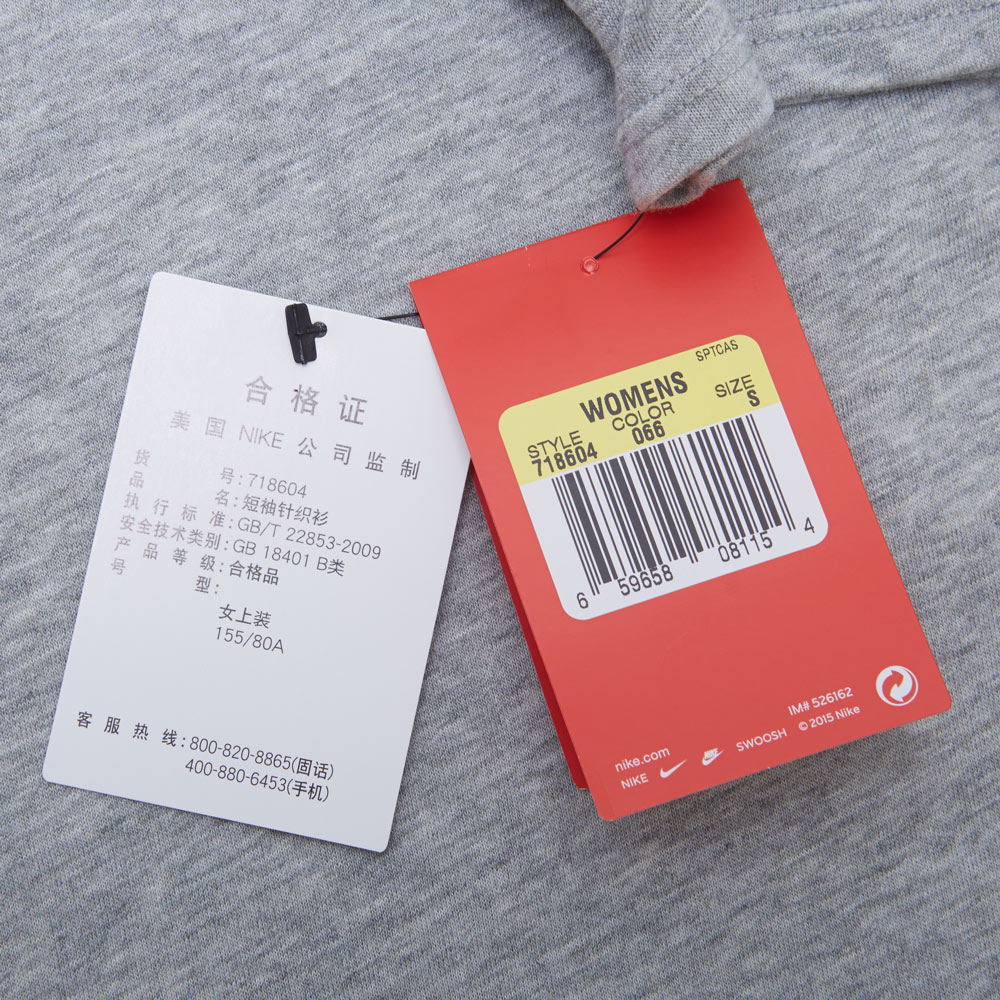 合格证
美国NIKE公司监制
货号:718604
品名:短袖针织衫
执行标准:GB/T 22853-2009
安全技术类别:GB 18401 B类
产品等级:合格品
号型:
女上装
155/80A
客服热线:800-820-8865(固话)
400-880-6453(手机)
SPTCAS
WOMENS
STYLE COLOR SIZE
718604 066 S
6 59658 08115 4
IM# 526162
nike.com
NIKE SWOOSH © 2015 Nike